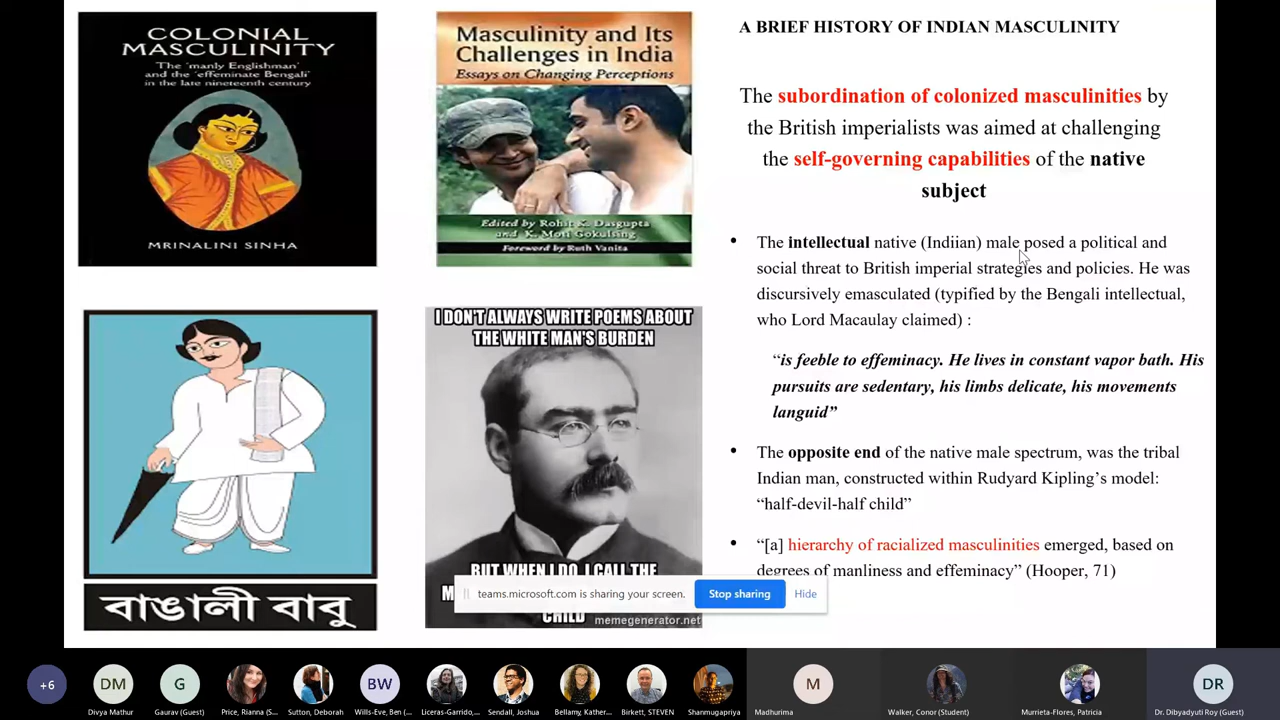 COLONIAL
MASCULINITY
The 'manly Englishman'
and the 'effeminate Bengali'
in the late nineteenth century
MRINALINI SINHA
Masculinity and Its
Challenges in India
Essays on Changing Perceptions
Edited by Rohit K. Dasgupta
and K. Moti Gokulsing
Foreword by Ruth Vanita
বাঙালী বাবু
I DON'T ALWAYS WRITE POEMS ABOUT
THE WHITE MAN'S BURDEN
BUT WHEN I DO, I CALL THE
CHILD
memegenerator.net
A BRIEF HISTORY OF INDIAN MASCULINITY
The subordination of colonized masculinities by
the British imperialists was aimed at challenging
the self-governing capabilities of the native
subject
• The intellectual native (Indiian) male posed a political and
social threat to British imperial strategies and policies. He was
discursively emasculated (typified by the Bengali intellectual,
who Lord Macaulay claimed) :
“is feeble to effeminacy. He lives in constant vapor bath. His
pursuits are sedentary, his limbs delicate, his movements
languid”
• The opposite end of the native male spectrum, was the tribal
Indian man, constructed within Rudyard Kipling’s model:
“half-devil-half child”
• “[a] hierarchy of racialized masculinities emerged, based on
degrees of manliness and effeminacy” (Hooper, 71)
teams.microsoft.com is sharing your screen.
Stop sharing
Hide
+6
DM
G
BW
M
DR
Divya Mathur
Gaurav (Guest)
Price, Rianna (S...
Sutton, Deborah
Wills-Eve, Ben (...
Liceras-Garrido,...
Sendall, Joshua
Bellamy, Kather...
Birkett, STEVEN
Shanmugapriya
Madhurima
Walker, Conor (Student)
Murrieta-Flores, Patricia
Dr. Dibyadyuti Roy (Guest)